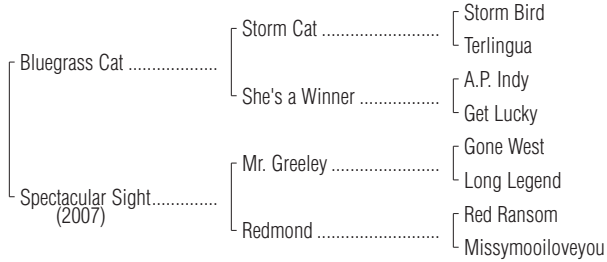 Storm Bird
Storm Cat ......................
Terlingua
Bluegrass Cat ..................
A.P. Indy
She's a Winner ...............
Get Lucky
Gone West
Mr. Greeley ....................
Long Legend
Spectacular Sight.............
(2007)
Red Ransom
Redmond .......................
Missymooiloveyou